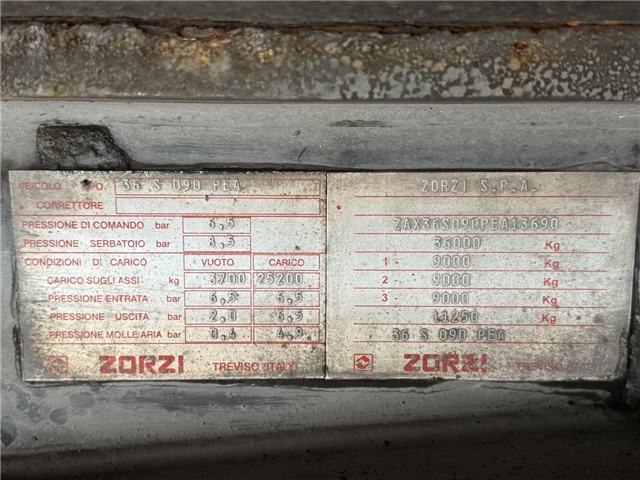 VEICOLO TIPO. 36 S 090 PEA
CORRETTORE
PRESSIONE DI COMANDO bar 6,5
PRESSIONE SERBATOIO bar 8,5
CONDIZIONI DI CARICO VUOTO CARICO
CARICO SUGLI ASSI kg 3700 25200
PRESSIONE ENTRATA bar 6,5 6,5
PRESSIONE USCITA bar 2,0 6,5
PRESSIONE MOLLE ARIA bar 0,4 4,9
ZORZI TREVISO (ITALY)
ZORZI S.P.A.
ZAX36S090PEA13690
36000 Kg
1 - 9000 Kg
2 - 9000 Kg
3 - 9000 Kg
11250 Kg
36 S 090 PEA
ZORZI TREVISO